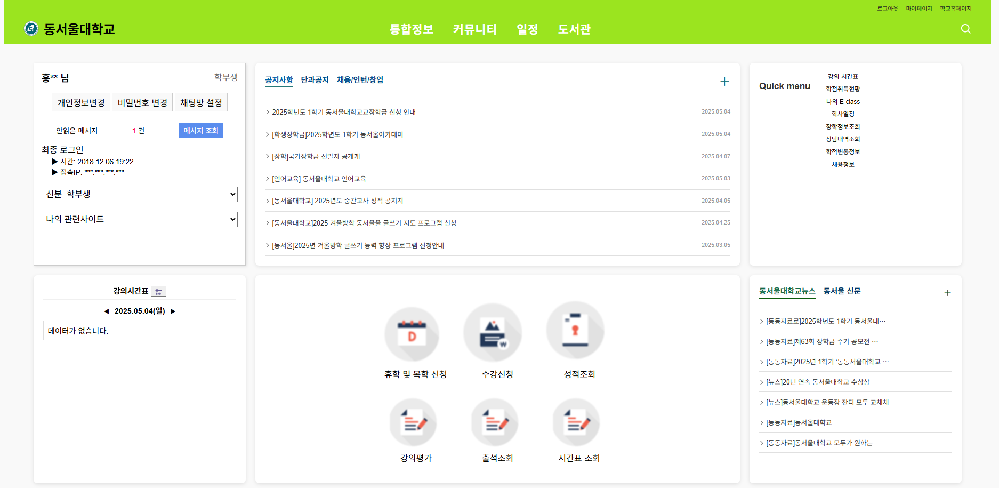 로그아웃 마이페이지 학교홈페이지
동서울대학교
통합정보 커뮤니티 일정 도서관
홍** 님 학부생
개인정보변경 비밀번호 변경 채팅방 설정
안읽은 메시지 1 건 메시지 조회
최종 로그인
▶ 시간: 2018.12.06 19:22
▶ 접속IP: ***.***.***.***
신분: 학부생
나의 관련사이트
공지사항 단과공지 채용/인턴/창업
2025학년도 1학기 동서울대학교교장학금 신청 안내 2025.05.04
[학생장학금]2025학년도 1학기 동서울아카데미 2025.05.04
[장학]국가장학금 선발자 공개개 2025.04.07
[언어교육] 동서울대학교 언어교육 2025.05.03
[동서울대학교] 2025년도 중간고사 성적 공지지 2025.04.05
[동서울대학교]2025 겨울방학 동서울울 글쓰기 지도 프로그램 신청 2025.04.25
[동서울]2025년 겨울방학 글쓰기 능력 향상 프로그램 신청안내 2025.03.05
Quick menu
강의 시간표
학점취득현황
나의 E-class
학사일정
장학정보조회
상담내역조회
학적변동정보
채용정보
강의시간표 END
◀ 2025.05.04(일) ▶
데이터가 없습니다.
D
W
휴학 및 복학 신청 수강신청 성적조회
강의평가 출석조회 시간표 조회
동서울대학교뉴스 동서울 신문
[동동자료료]2025학년도 1학기 동서울대…
[동동자료]제63회 장학금 수기 공모전 …
[동동자료]2025년 1학기 '동동서울대학교 …
[뉴스]20년 연속 동서울대학교 수상상
[뉴스]동서울대학교 운동장 잔디 모두 교체체
[동동자료]동서울대학교...
[동동자료]동서울대학교 모두가 원하는...